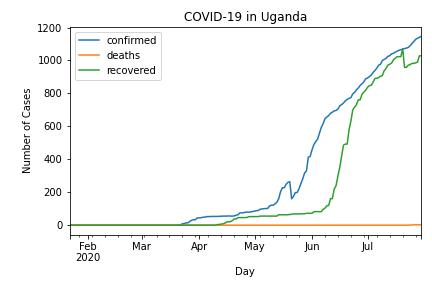 COVID-19 in Uganda
confirmed
deaths
recovered
Number of Cases
1200
1000
800
600
400
200
0
Feb
2020
Mar
Apr
May
Jun
Jul
Day